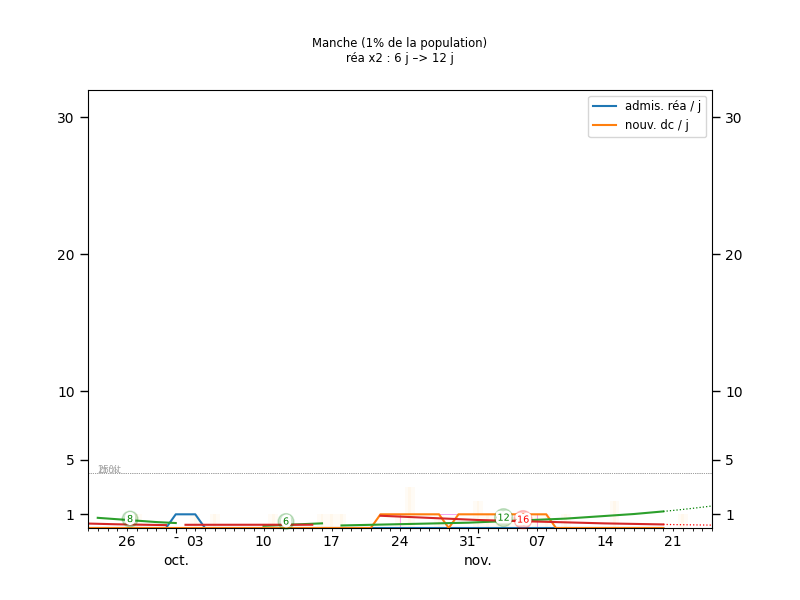 Manche (1% de la population)
réa x2 : 6 j –> 12 j
admis. réa / j
nouv. dc / j
30 30
20 20
10 10
5 5
1 1
8 6 12 16
26 - 03 10 17 24 31- 07 14 21
oct. nov.